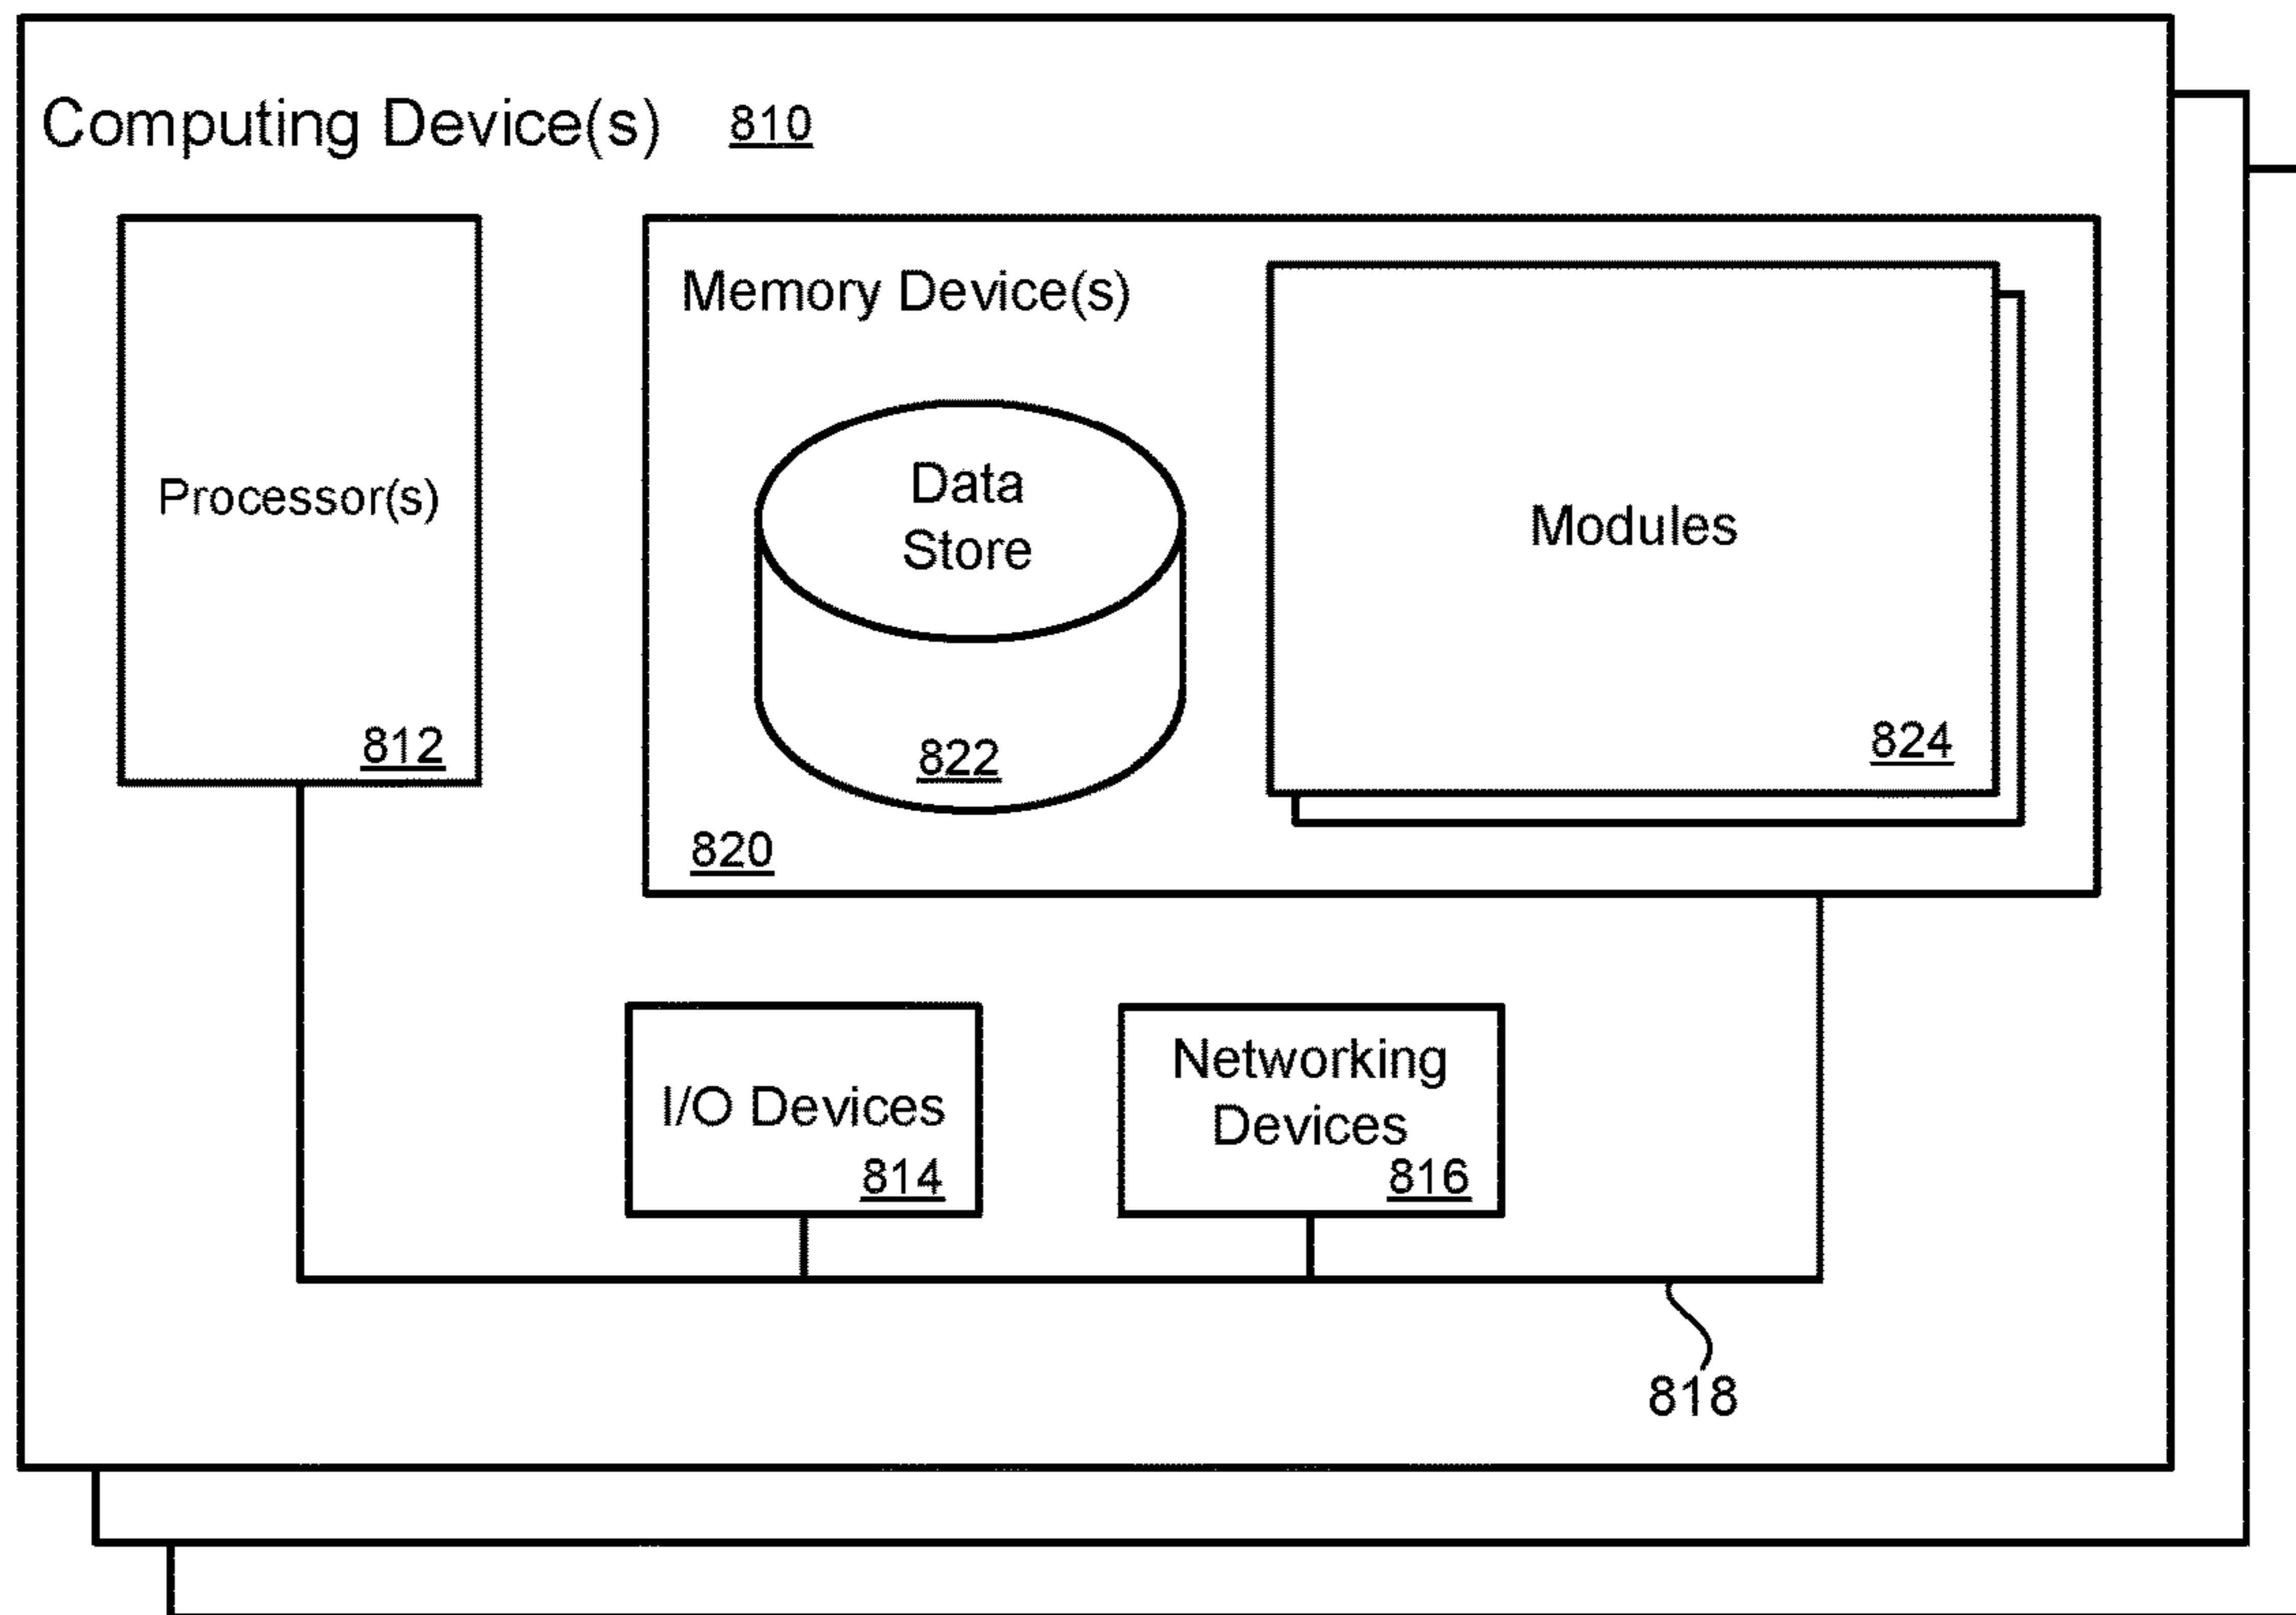 Computing Device(s) 810
Processor(s)
812
Memory Device(s)
Data
Store
822
820
Modules
824
I/O Devices
814
Networking
Devices
816
818